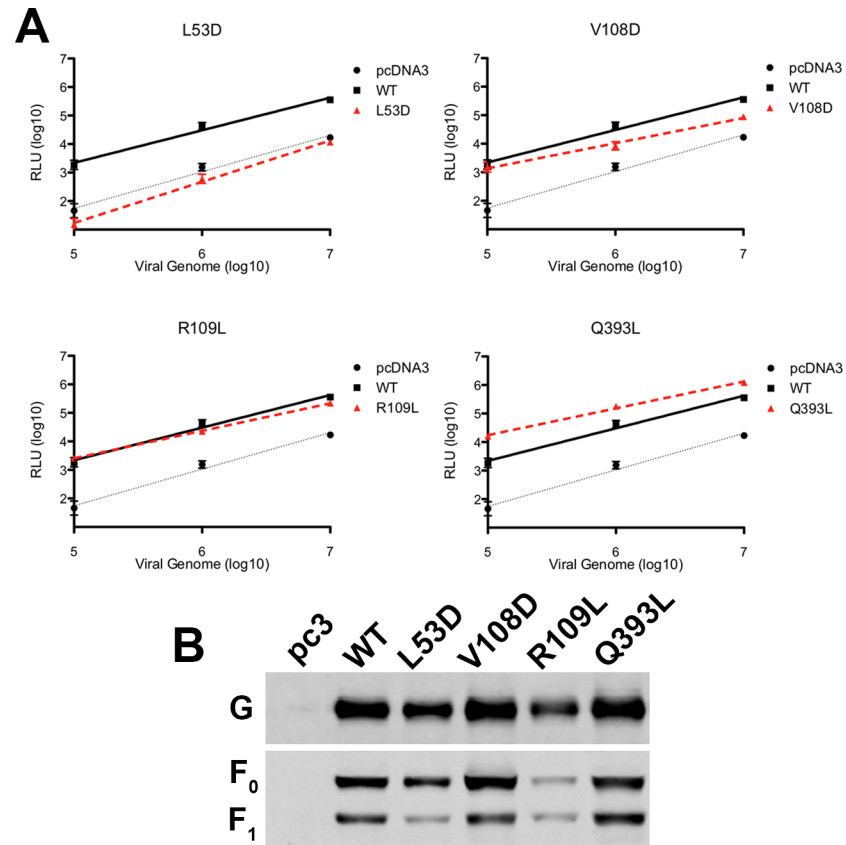 A
L53D
7
6
5
4
3
2
RLU (log10)
5 6 7
Viral Genome (log10)
pcDNA3
WT
L53D
V108D
7
6
5
4
3
2
RLU (log10)
5 6 7
Viral Genome (log10)
pcDNA3
WT
V108D
R109L
7
6
5
4
3
2
RLU (log10)
5 6 7
Viral Genome (log10)
pcDNA3
WT
R109L
Q393L
7
6
5
4
3
2
RLU (log10)
5 6 7
Viral Genome (log10)
pcDNA3
WT
Q393L
B
pc3 WT L53D V108D R109L Q393L
G
F0
F1